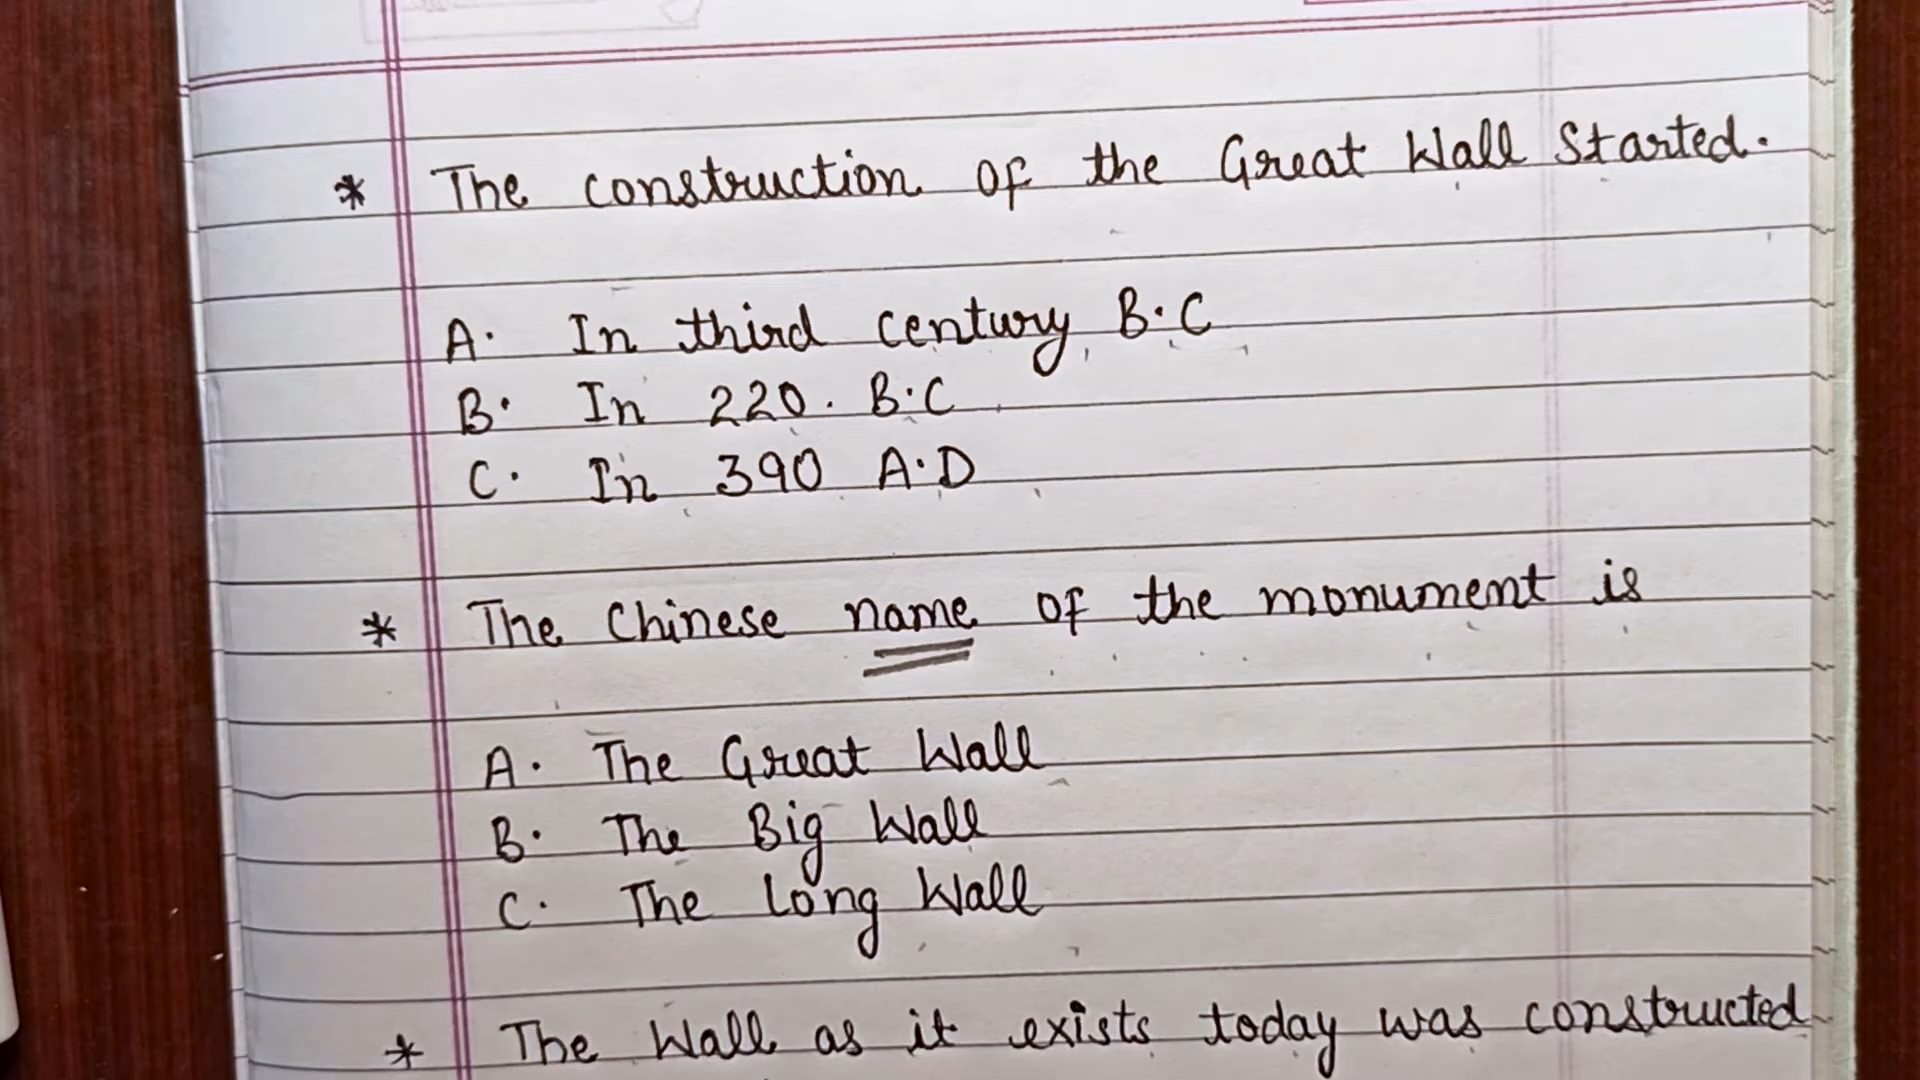 * The construction of the Great Wall Started.
A. In third century B.C
B. In 220. B.C
C. In 390 A.D
* The Chinese name of the monument is
A. The Great Wall
B. The Big Wall
C. The Long Wall
* The Wall as it exists today was constructed